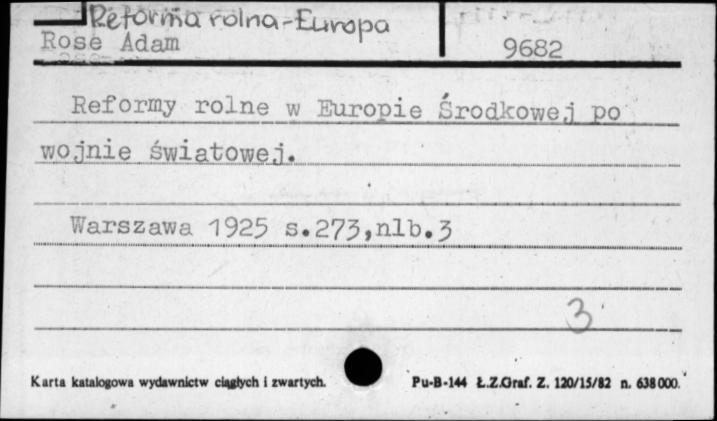 Reforma rolna-Europa
Rose Adam
9682
Reformy rolne w Europie Środkowej po
wojnie światowej.
Warszawa 1925 s.273,nlb.3
3
Karta katalogowa wydawnictw ciągłych i zwartych.
Pu-B-144 Ł.Z.Graf. Z. 120/15/82 n. 638000.